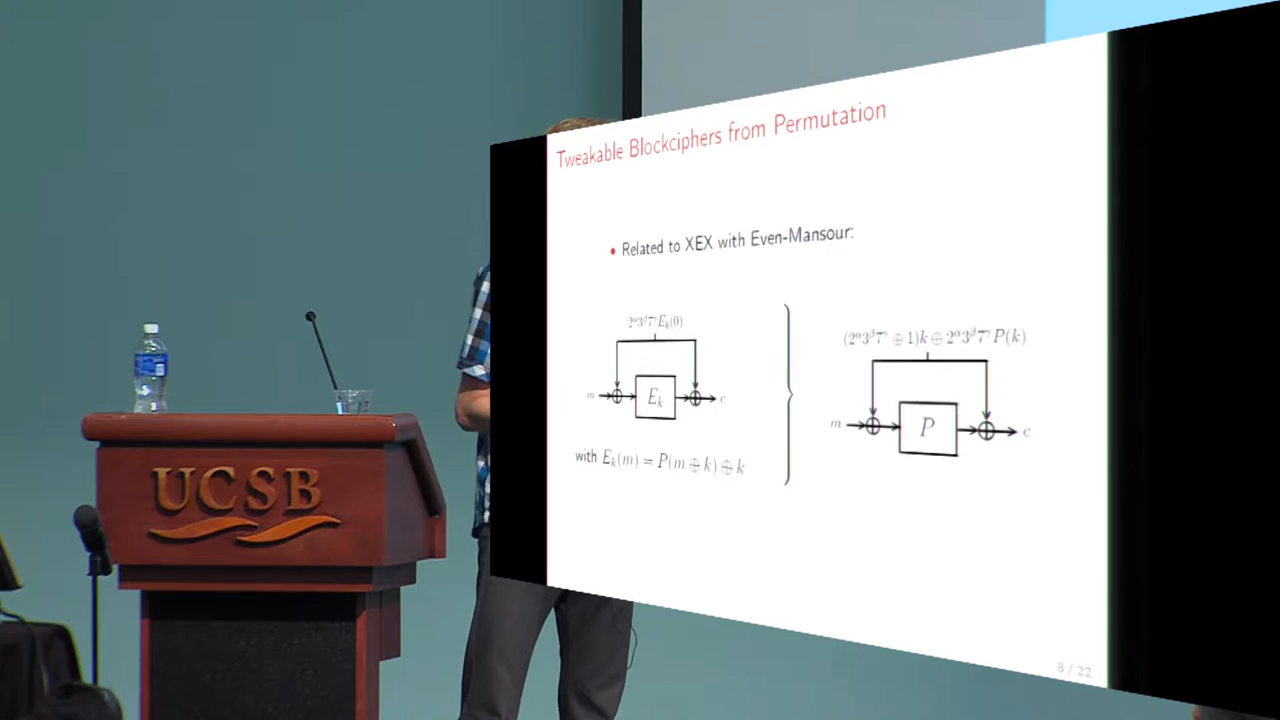 Tweakable Blockciphers from Permutation
• Related to XEX with Even-Mansour:
2^α3^β7^γE_k(0)
m
E_k
c
with E_k(m) = P(m ⊕ k) ⊕ k
(2^α3^β7^γ ⊕ 1)k ⊕ 2^α3^β7^γP(k)
m
P
c
8 / 22
UCSB